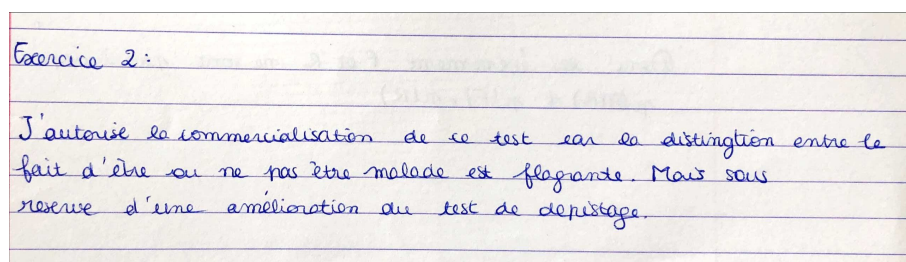 Exercice 2:
J'autorise la commercialisation de ce test car la distingtion entre le
fait d'être ou ne pas être malade est flagrante. Mais sous
reserve d'une amélioration du test de depistage.